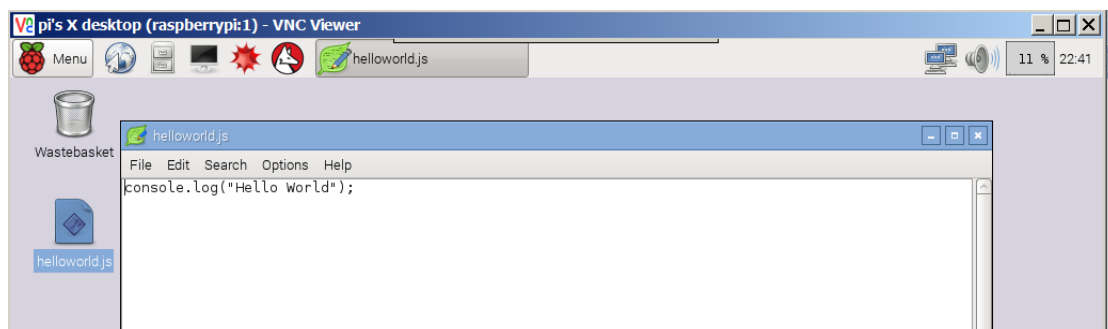 V2 pi's X desktop (raspberrypi:1) - VNC Viewer
Menu helloworld.js 11 % 22:41
Wastebasket
helloworld.js
File Edit Search Options Help
console.log("Hello World");
helloworld.js